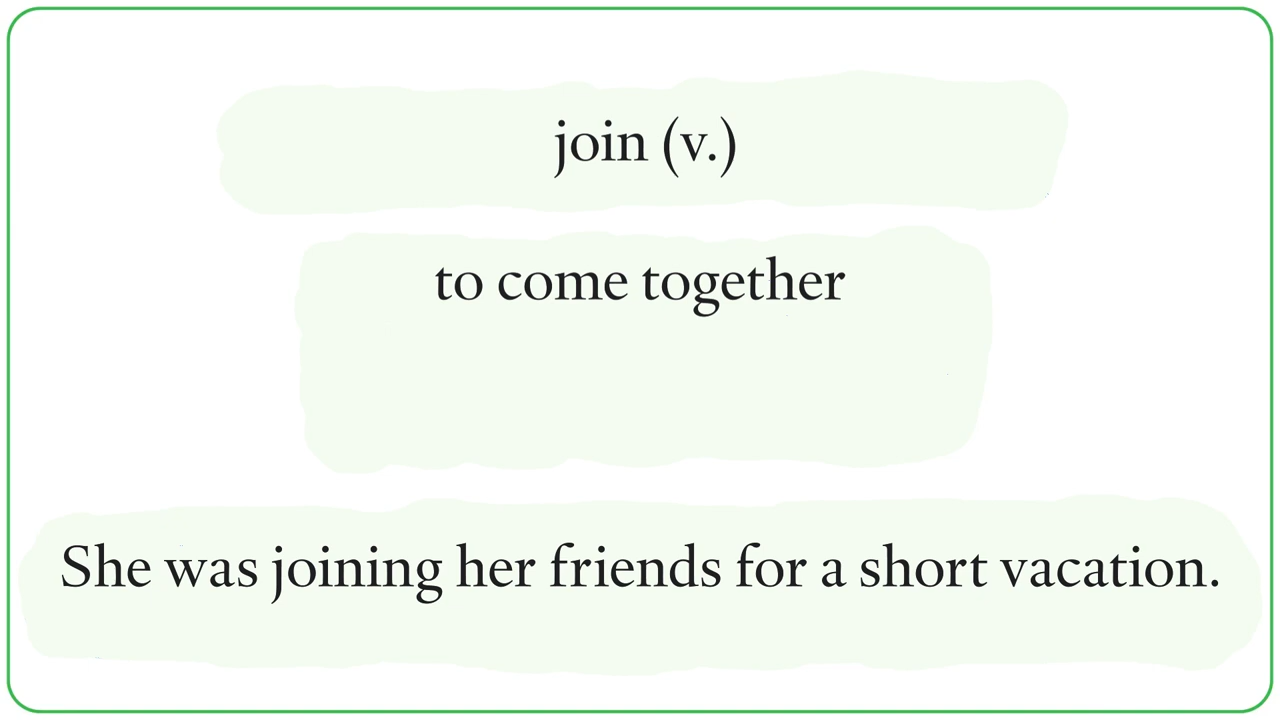 join (v.)
to come together
She was joining her friends for a short vacation.